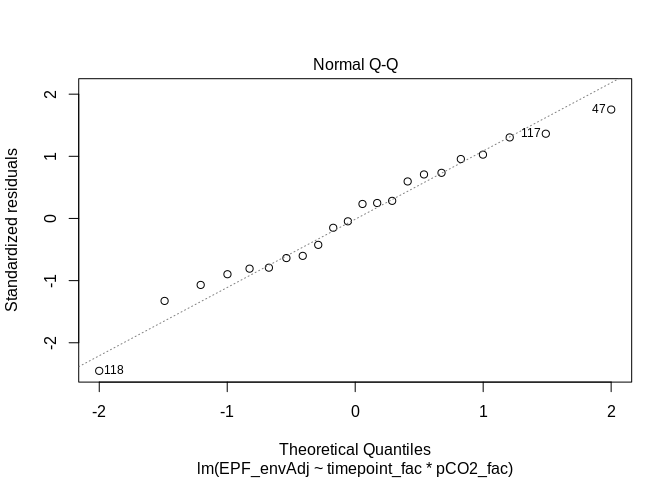 Normal Q-Q
Standardized residuals
2
1
0
-1
-2
47
117
118
-2 -1 0 1 2
Theoretical Quantiles
lm(EPF_envAdj ~ timepoint_fac * pCO2_fac)